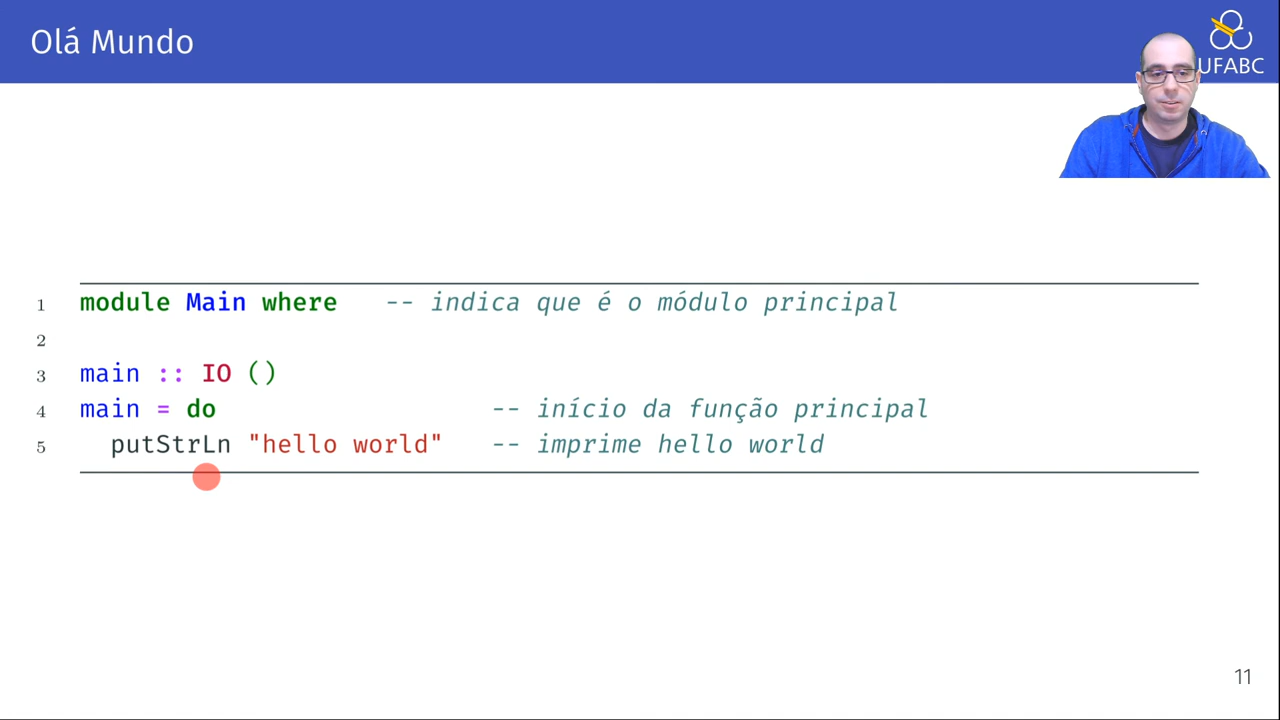 Olá Mundo
UFABC
1 module Main where -- indica que é o módulo principal
2
3 main :: IO ()
4 main = do -- início da função principal
5 putStrLn "hello world" -- imprime hello world
11